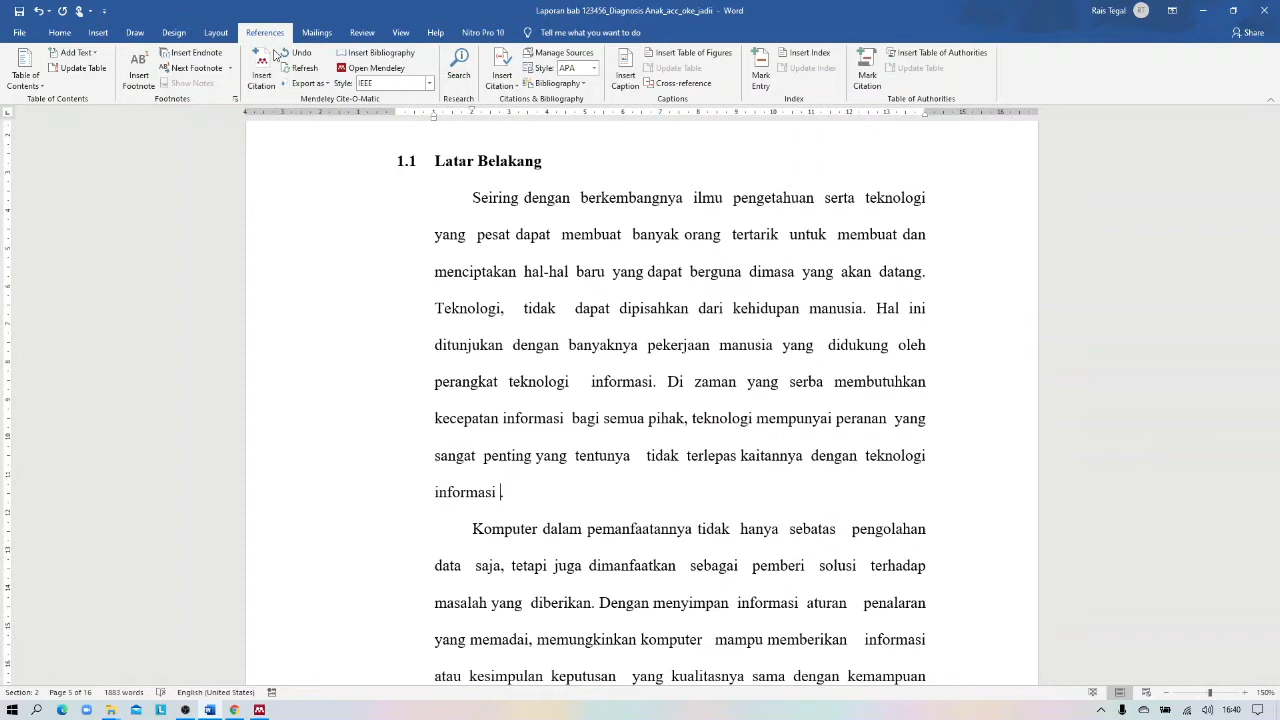 Laporan bab 123456_Diagnosis Anak_acc_oke_jadii - Word
Rais Tegal
File Home Insert Draw Design Layout References Mailings Review View Help Nitro Pro 10 Tell me what you want to do Share
Table of Contents
Add Text
Update Table
Table of Contents
AB
Insert Footnote
Insert Endnote
Next Footnote
Show Notes
Footnotes
Insert Citation
Undo
Refresh
Export as
Insert Bibliography
Open Mendeley
Style: IEEE
Mendeley Cite-O-Matic
Search
Research
Insert Citation
Manage Sources
Style: APA
Bibliography
Citations & Bibliography
Insert Caption
Insert Table of Figures
Update Table
Cross-reference
Captions
Mark Entry
Insert Index
Update Index
Index
Mark Citation
Insert Table of Authorities
Update Table
Table of Authorities
1.1 Latar Belakang
Seiring dengan berkembangnya ilmu pengetahuan serta teknologi
yang pesat dapat membuat banyak orang tertarik untuk membuat dan
menciptakan hal-hal baru yang dapat berguna dimasa yang akan datang.
Teknologi, tidak dapat dipisahkan dari kehidupan manusia. Hal ini
ditunjukan dengan banyaknya pekerjaan manusia yang didukung oleh
perangkat teknologi informasi. Di zaman yang serba membutuhkan
kecepatan informasi bagi semua pihak, teknologi mempunyai peranan yang
sangat penting yang tentunya tidak terlepas kaitannya dengan teknologi
informasi .
Komputer dalam pemanfaatannya tidak hanya sebatas pengolahan
data saja, tetapi juga dimanfaatkan sebagai pemberi solusi terhadap
masalah yang diberikan. Dengan menyimpan informasi aturan penalaran
yang memadai, memungkinkan komputer mampu memberikan informasi
atau kesimpulan keputusan yang kualitasnya sama dengan kemampuan
Section: 2 Page 5 of 16 1883 words English (United States) 150%
16:40